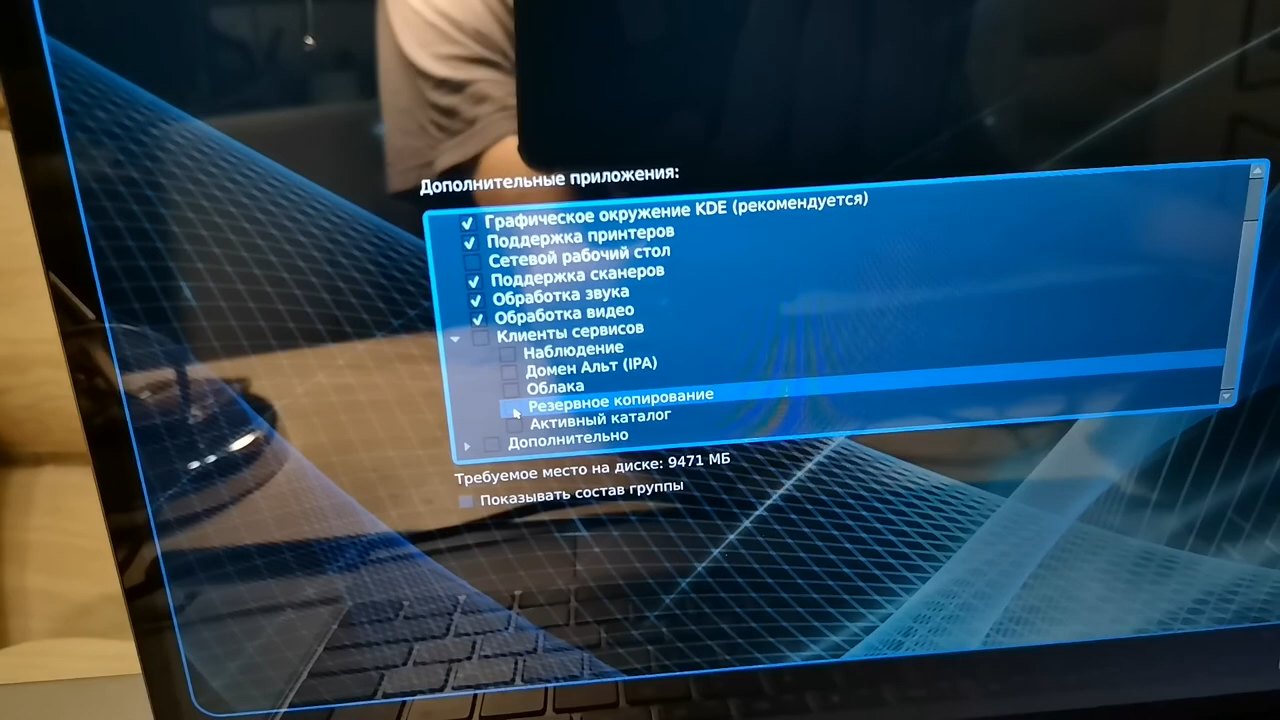 Дополнительные приложения:
Графическое окружение KDE (рекомендуется)
Поддержка принтеров
Сетевой рабочий стол
Поддержка сканеров
Обработка звука
Обработка видео
Клиенты сервисов
Наблюдение
Домен Альт (IPA)
Облака
Резервное копирование
Активный каталог
Дополнительно
Требуемое место на диске: 9471 МБ
Показывать состав группы